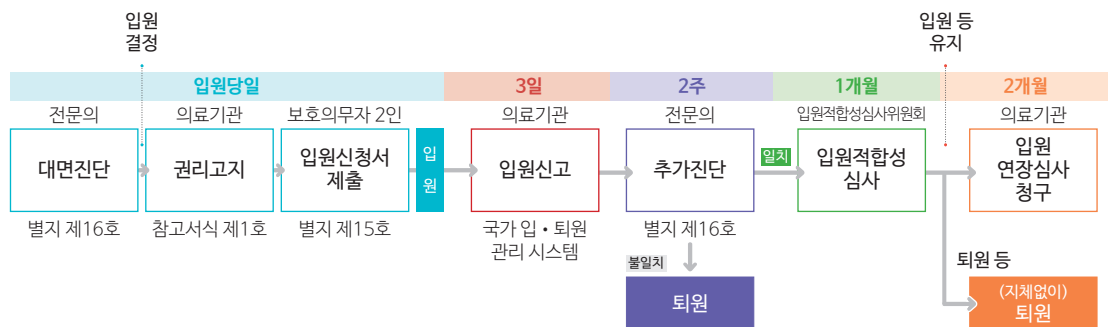 입원
결정
입원 등
유지
입원당일
3일
2주
1개월
2개월
전문의
의료기관
보호의무자 2인
의료기관
전문의
입원적합성심사위원회
의료기관
대면진단
권리고지
입원신청서
제출
입
원
입원신고
추가진단
일치
입원적합성
심사
입원
연장심사
청구
별지 제16호
참고서식 제1호
별지 제15호
국가 입・퇴원
관리 시스템
별지 제16호
불일치
퇴원
퇴원 등
(지체없이)
퇴원